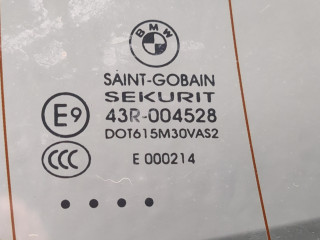 BMW
SAINT-GOBAIN
SEKURIT
E9 43R-004528
DOT615M30VAS2
CCC E 000214